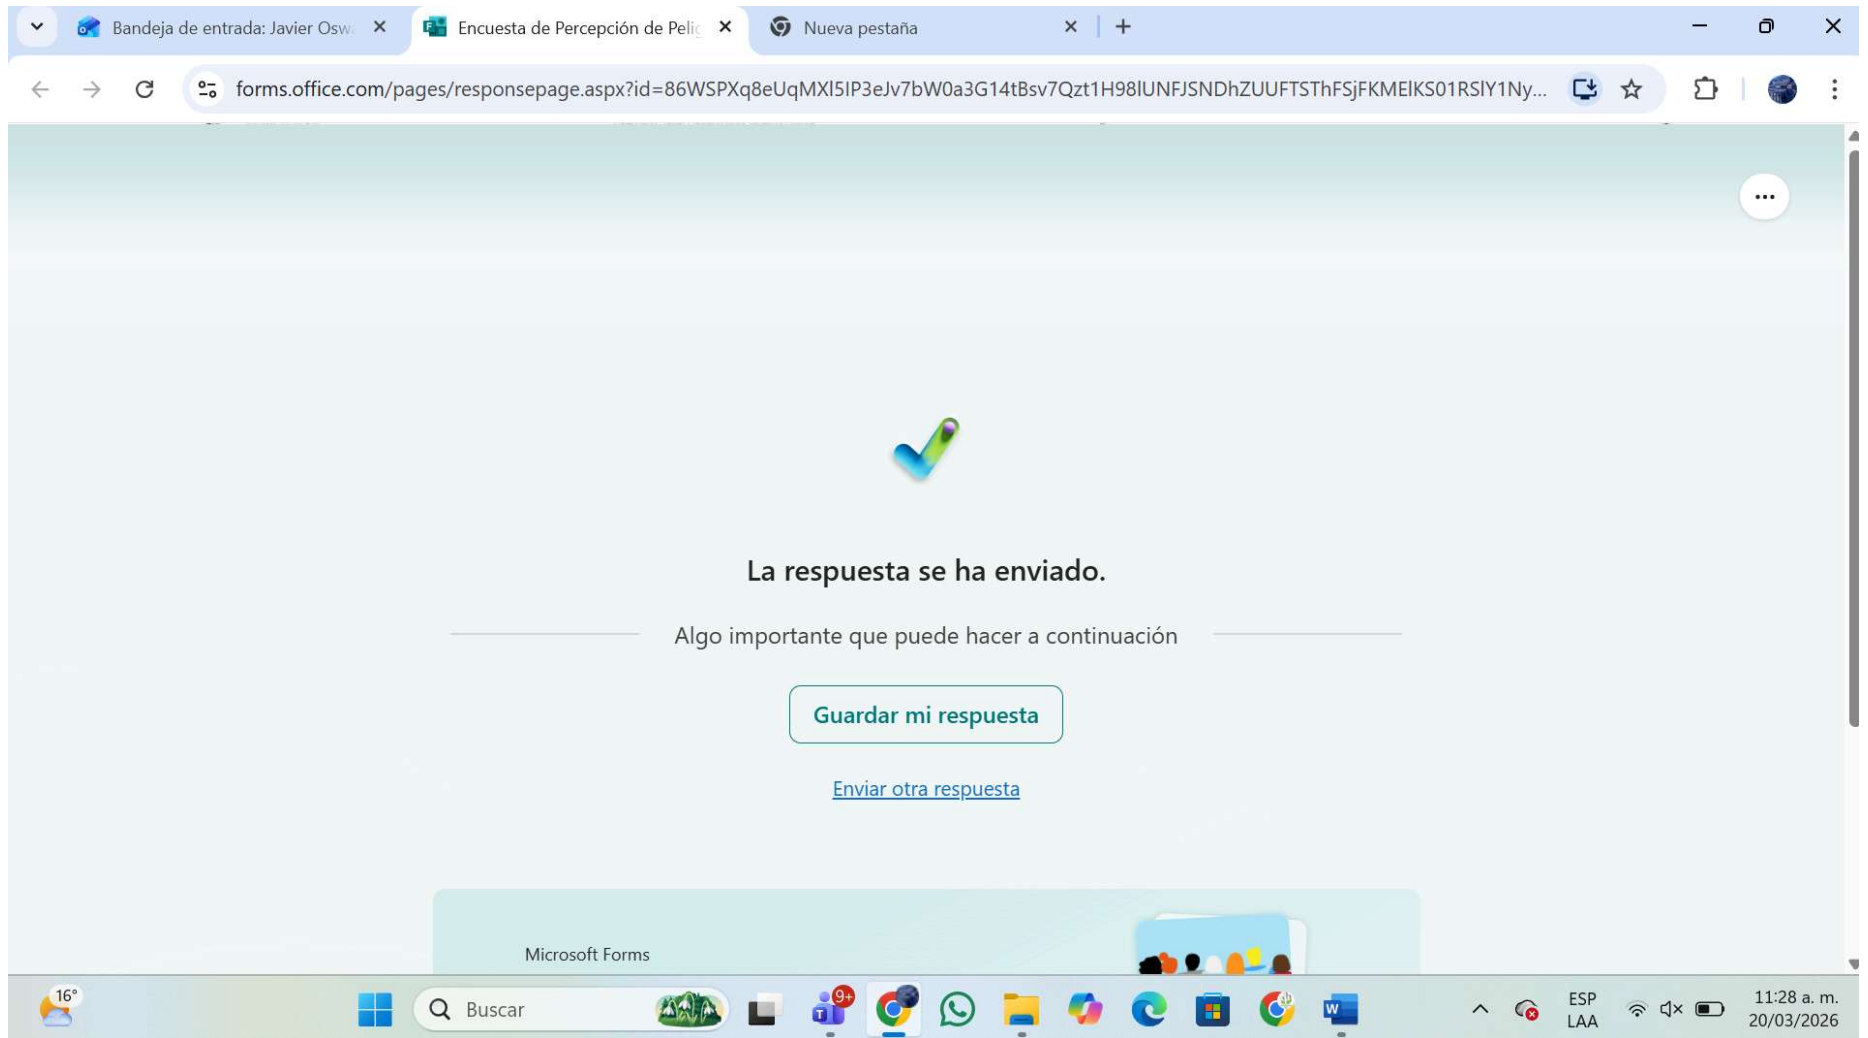 Bandeja de entrada: Javier Osw
Encuesta de Percepción de Pelig
Nueva pestaña
forms.office.com/pages/responsepage.aspx?id=86WSPXq8eUqMXl5IP3eJv7bW0a3G14tBsv7Qzt1H98lUNFJSNDhZUUFTSThFSjFKMElKS01RSlY1Ny...
La respuesta se ha enviado.
Algo importante que puede hacer a continuación
Guardar mi respuesta
Enviar otra respuesta
Microsoft Forms
16°
Buscar
9+
ESP
LAA
11:28 a. m.
20/03/2026